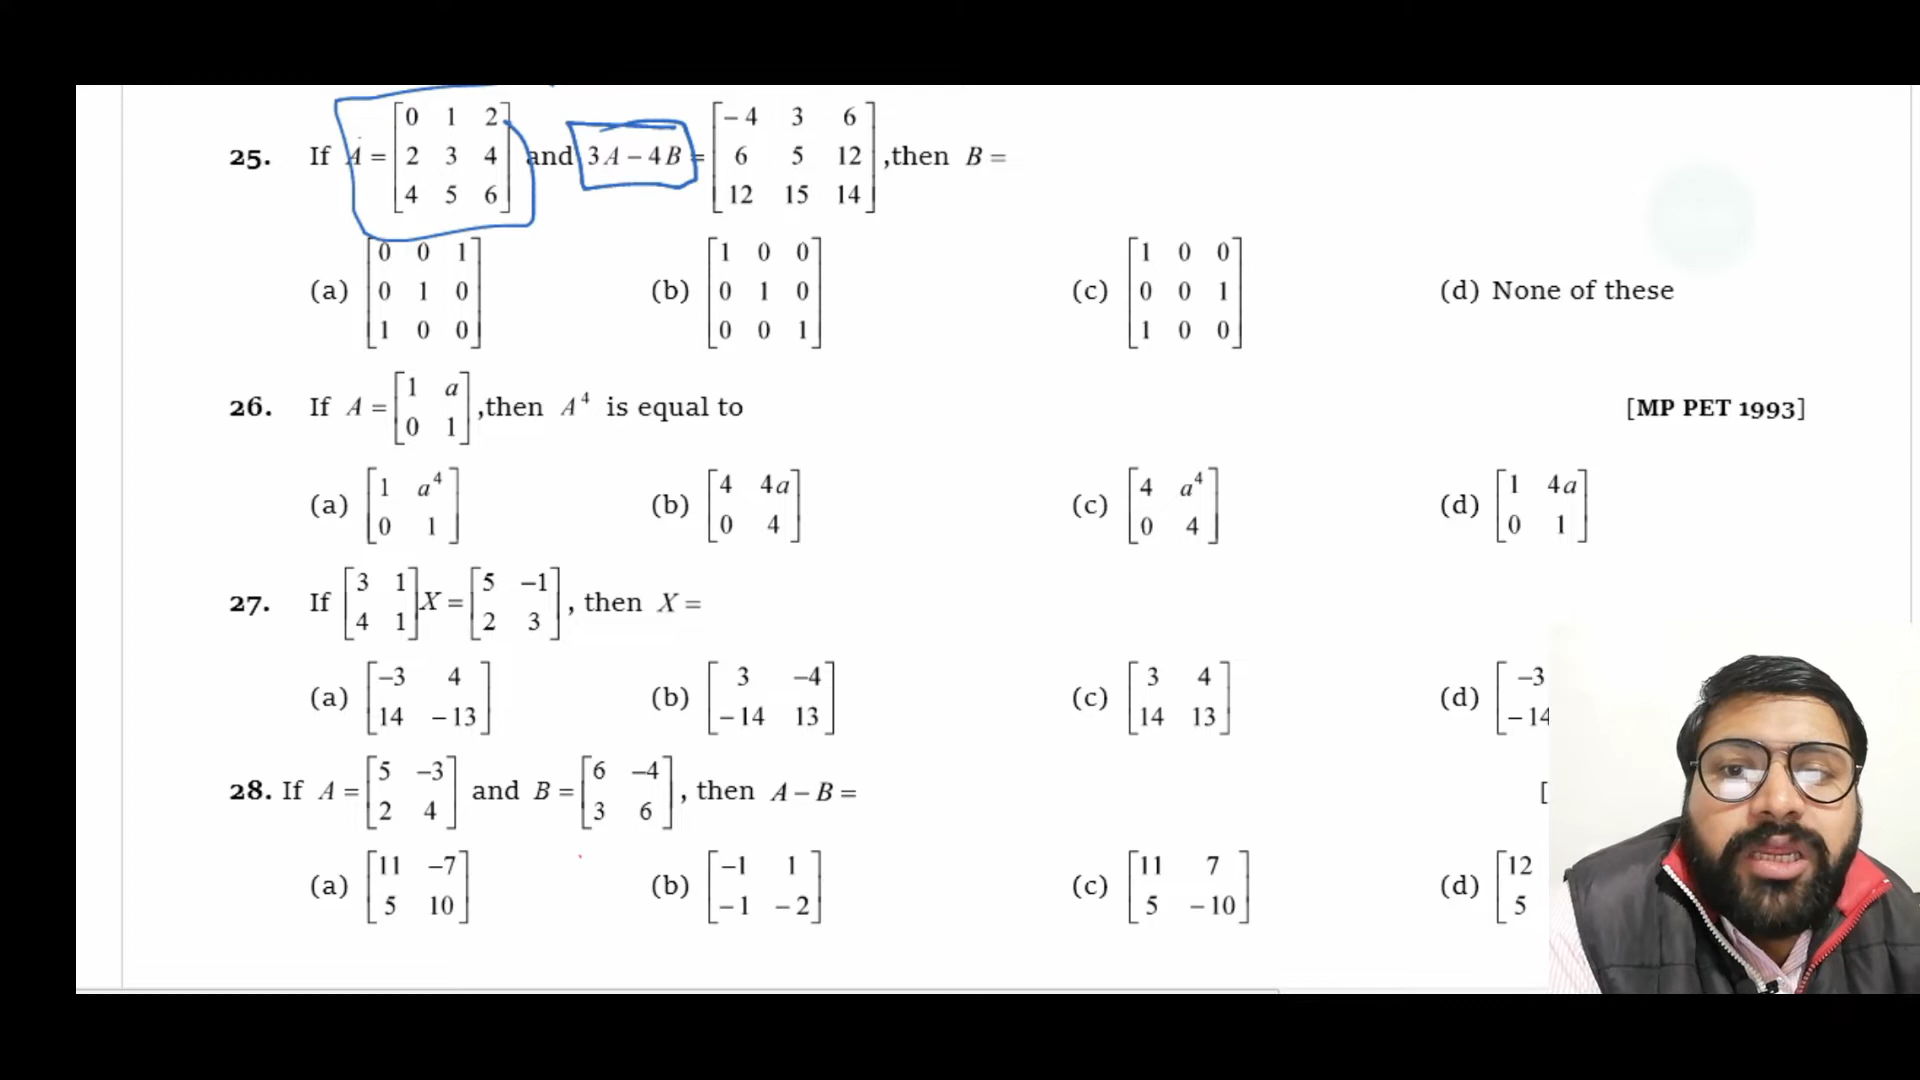 25. If A = [0 1 2; 2 3 4; 4 5 6] and 3A − 4B = [−4 3 6; 6 5 12; 12 15 14], then B =
(a) [0 0 1; 0 1 0; 1 0 0] (b) [1 0 0; 0 1 0; 0 0 1] (c) [1 0 0; 0 0 1; 1 0 0] (d) None of these
26. If A = [1 a; 0 1], then A⁴ is equal to [MP PET 1993]
(a) [1 a⁴; 0 1] (b) [4 4a; 0 4] (c) [4 a⁴; 0 4] (d) [1 4a; 0 1]
27. If [3 1; 4 1] X = [5 −1; 2 3], then X =
(a) [−3 4; 14 −13] (b) [3 −4; −14 13] (c) [3 4; 14 13] (d) [−3; −14
28. If A = [5 −3; 2 4] and B = [6 −4; 3 6], then A − B = [
(a) [11 −7; 5 10] (b) [−1 1; −1 −2] (c) [11 7; 5 −10] (d) [12; 5